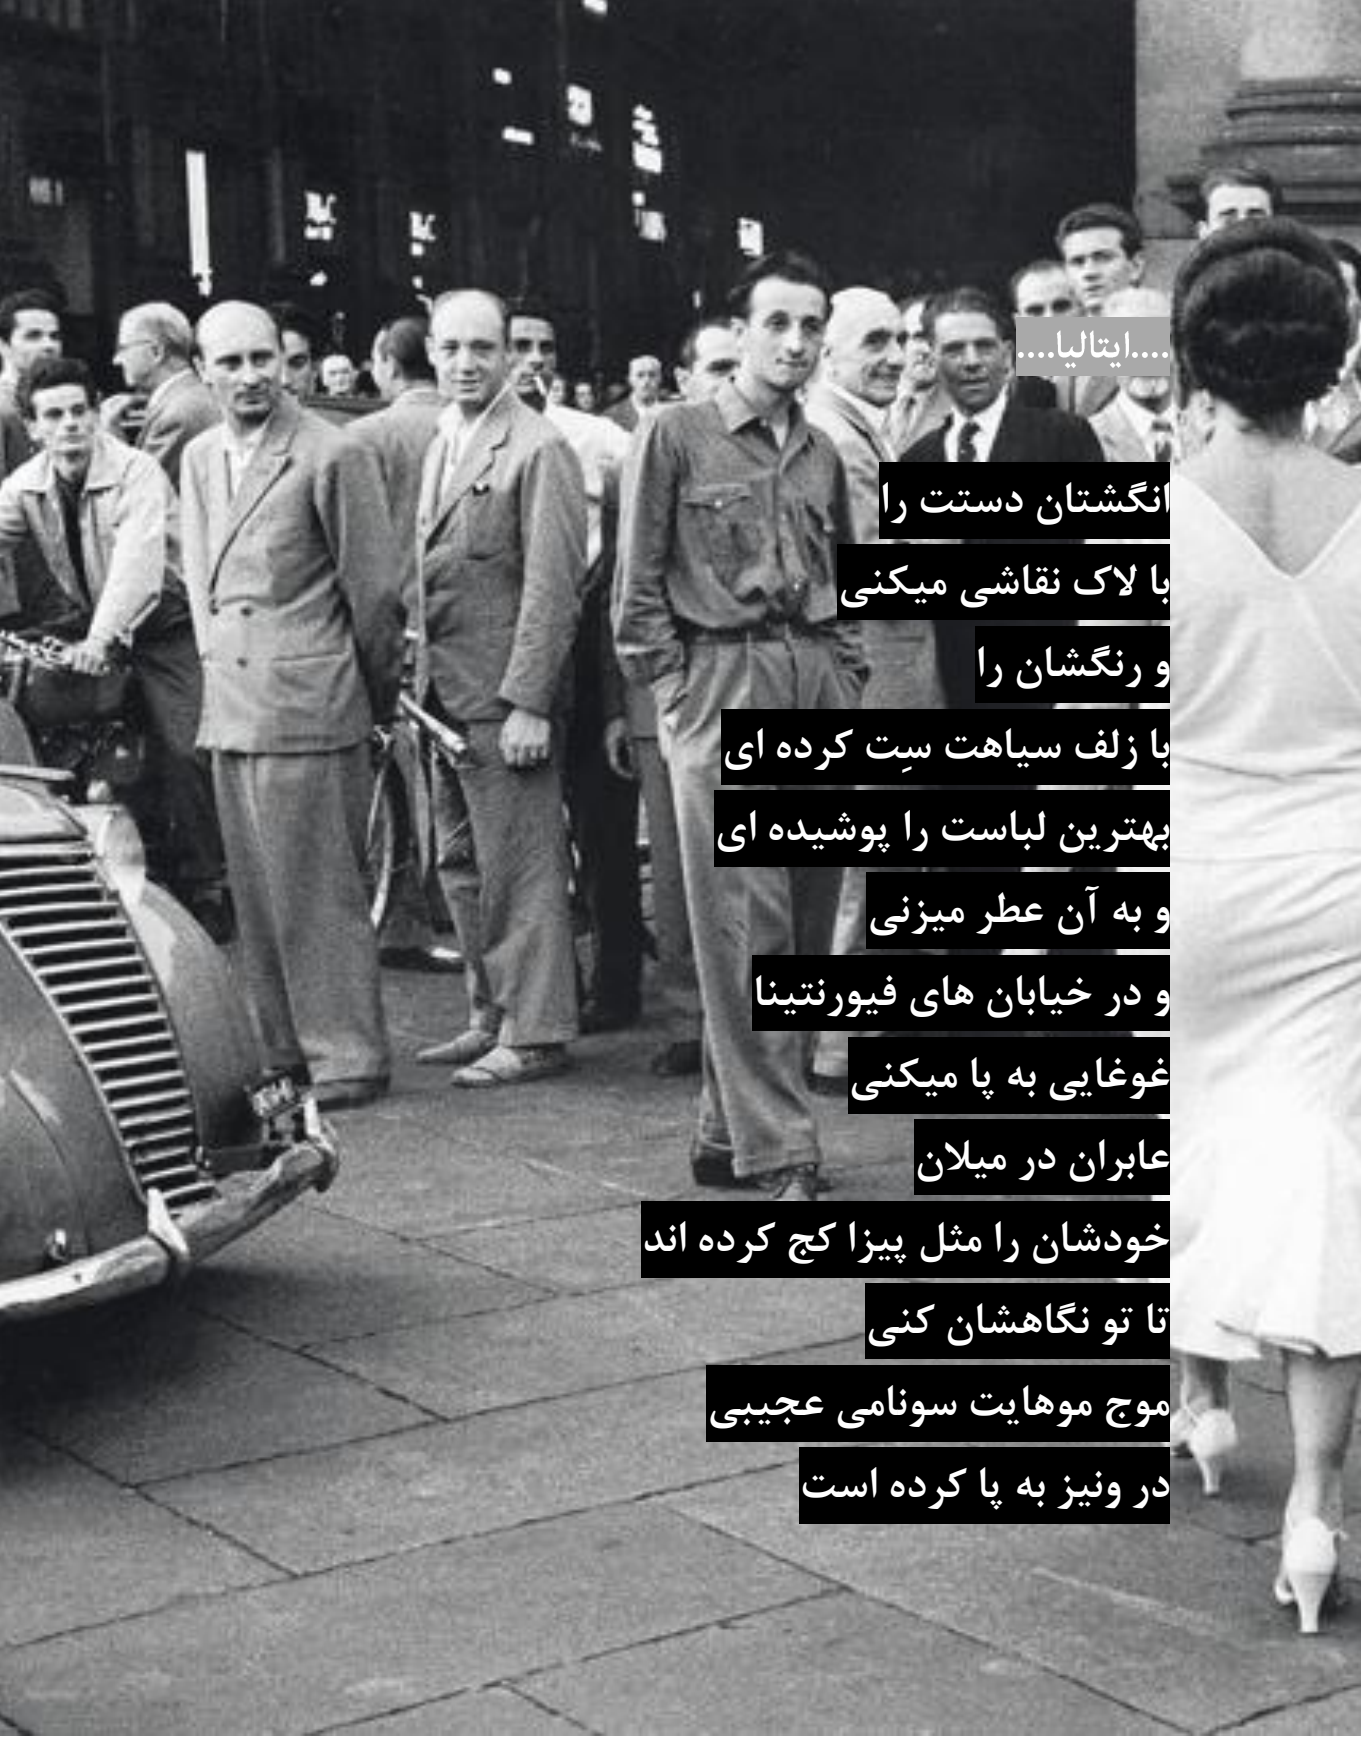 ....ایتالیا....
انگشتان دستت را
با لاک نقاشی میکنی
و رنگشان را
با زلف سیاهت سِت کرده ای
بهترین لباست را پوشیده ای
و به آن عطر میزنی
و در خیابان های فیورنتینا
غوغایی به پا میکنی
عابران در میلان
خودشان را مثل پیزا کج کرده اند
تا تو نگاهشان کنی
موج موهایت سونامی عجیبی
در ونیز به پا کرده است